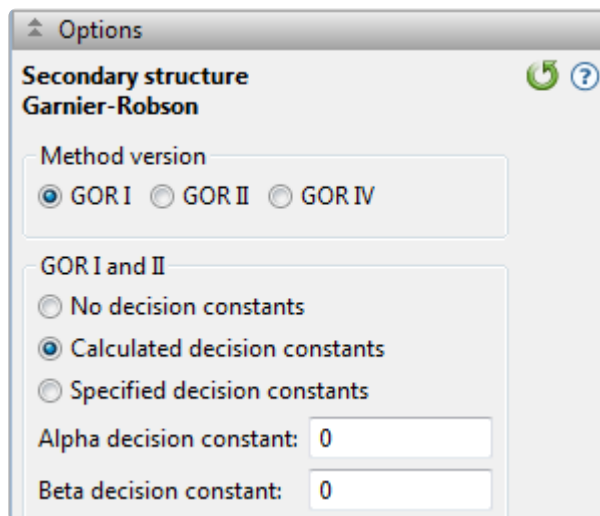 Options
Secondary structure
Garnier-Robson
?
Method version
GOR I GOR II GOR IV
GOR I and II
No decision constants
Calculated decision constants
Specified decision constants
Alpha decision constant: 0
Beta decision constant: 0